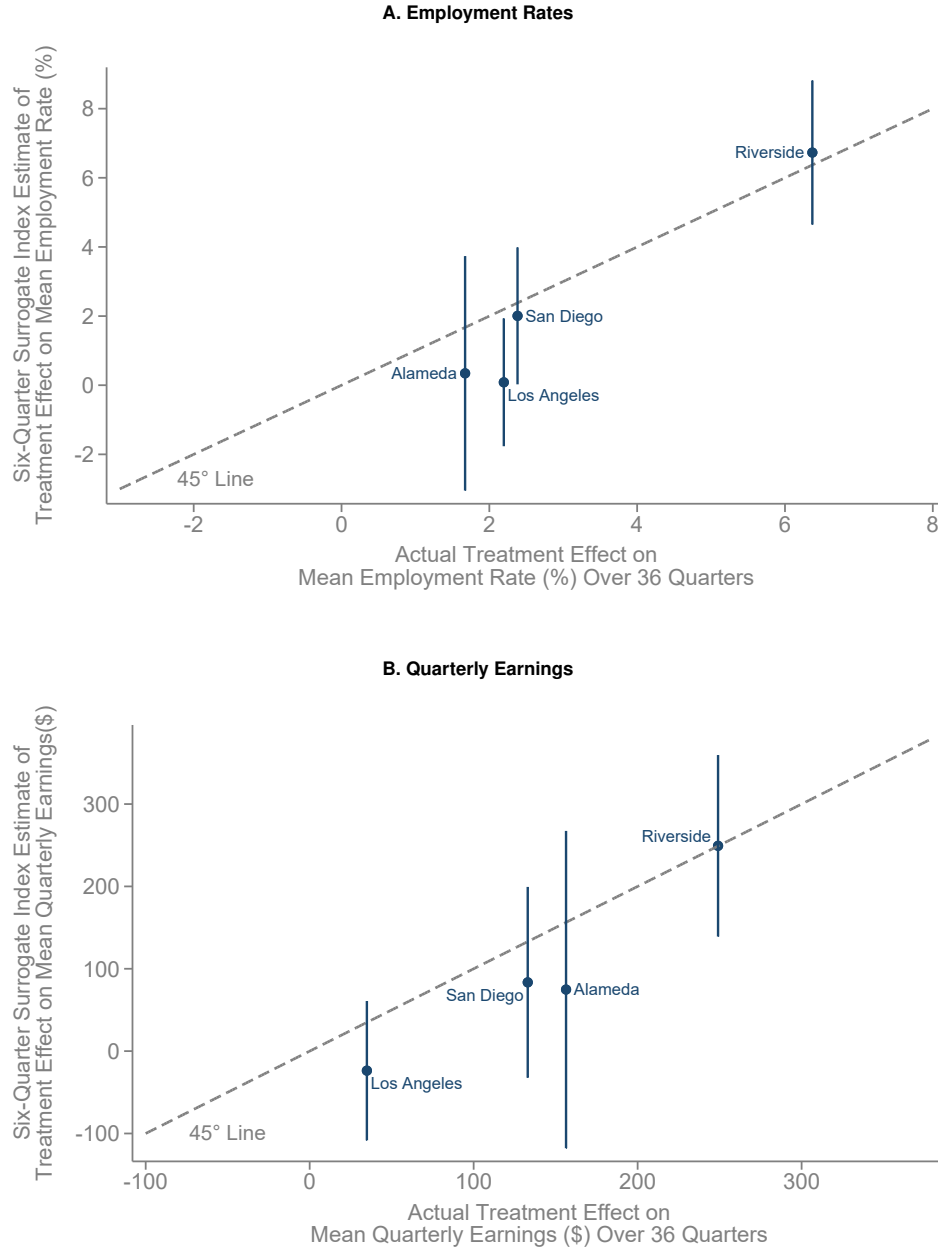 A. Employment Rates
Six-Quarter Surrogate Index Estimate of
Treatment Effect on Mean Employment Rate (%)
8
6
4
2
0
-2
Riverside
San Diego
Alameda
Los Angeles
45° Line
-2
0
2
4
6
8
Actual Treatment Effect on
Mean Employment Rate (%) Over 36 Quarters
B. Quarterly Earnings
Six-Quarter Surrogate Index Estimate of
Treatment Effect on Mean Quarterly Earnings($)
300
200
100
0
-100
Riverside
San Diego
Alameda
Los Angeles
45° Line
-100
0
100
200
300
Actual Treatment Effect on
Mean Quarterly Earnings ($) Over 36 Quarters